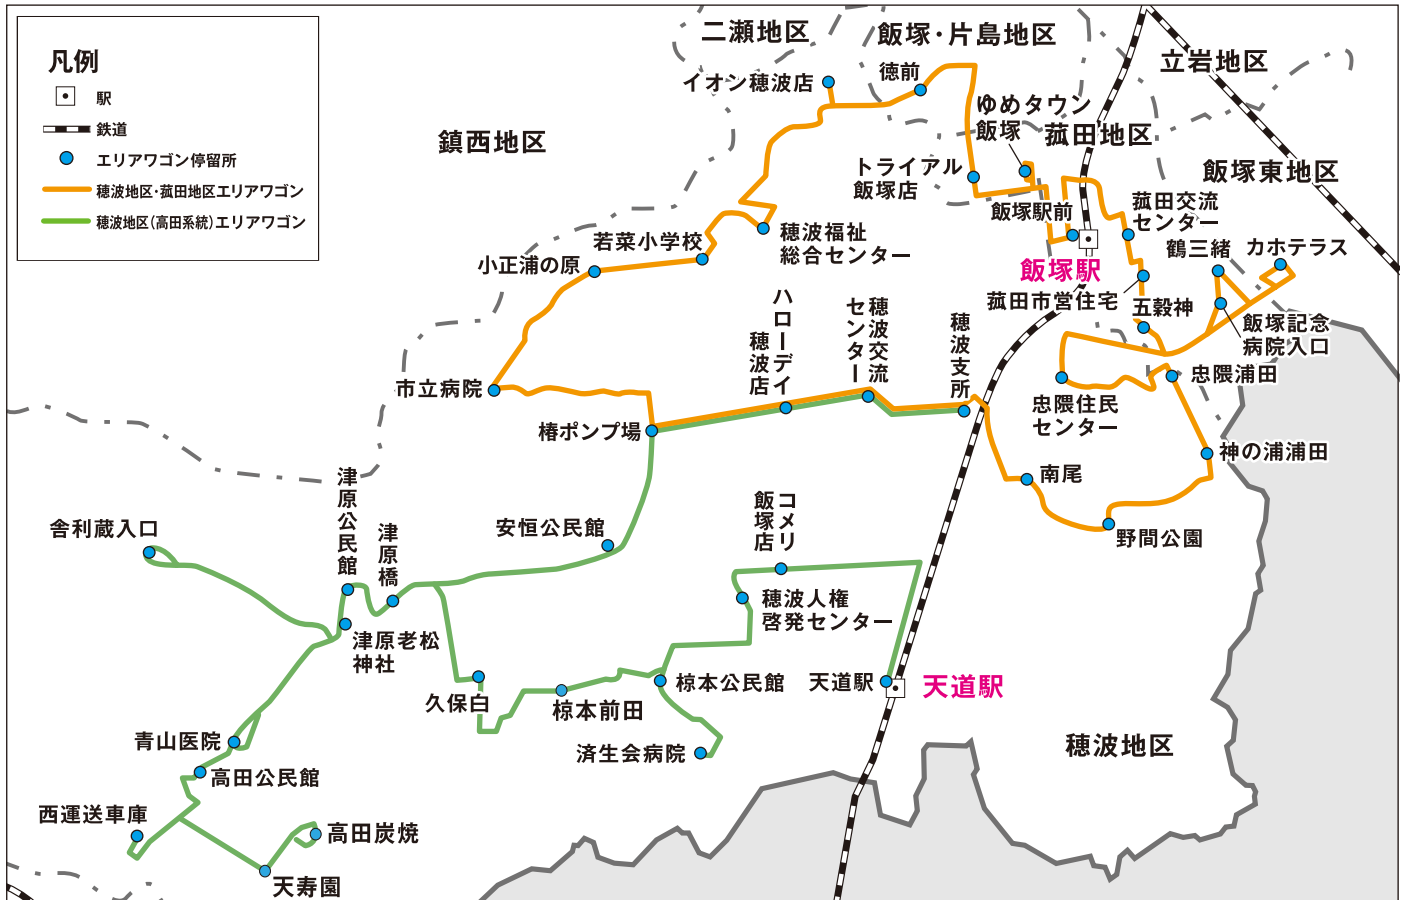 凡例
駅
鉄道
エリアワゴン停留所
穂波地区・菰田地区エリアワゴン
穂波地区(高田系統)エリアワゴン
二瀬地区
飯塚・片島地区
立岩地区
イオン穂波店
徳前
ゆめタウン
飯塚
菰田地区
鎮西地区
トライアル
飯塚店
飯塚東地区
飯塚駅前
菰田交流
センター
若菜小学校
穂波福祉
総合センター
鶴三緒
カホテラス
小正浦の原
飯塚駅
菰田市営住宅
五穀神
飯塚記念
病院入口
ハローデイ
穂波店
穂波交流
センター
穂波支所
市立病院
忠隈浦田
忠隈住民
センター
椿ポンプ場
神の浦浦田
南尾
津原公民館
津原橋
安恒公民館
コメリ
飯塚店
舎利蔵入口
野間公園
穂波人権
啓発センター
津原老松
神社
椋本公民館
天道駅
天道駅
久保白
椋本前田
青山医院
済生会病院
穂波地区
高田公民館
西運送車庫
高田炭焼
天寿園